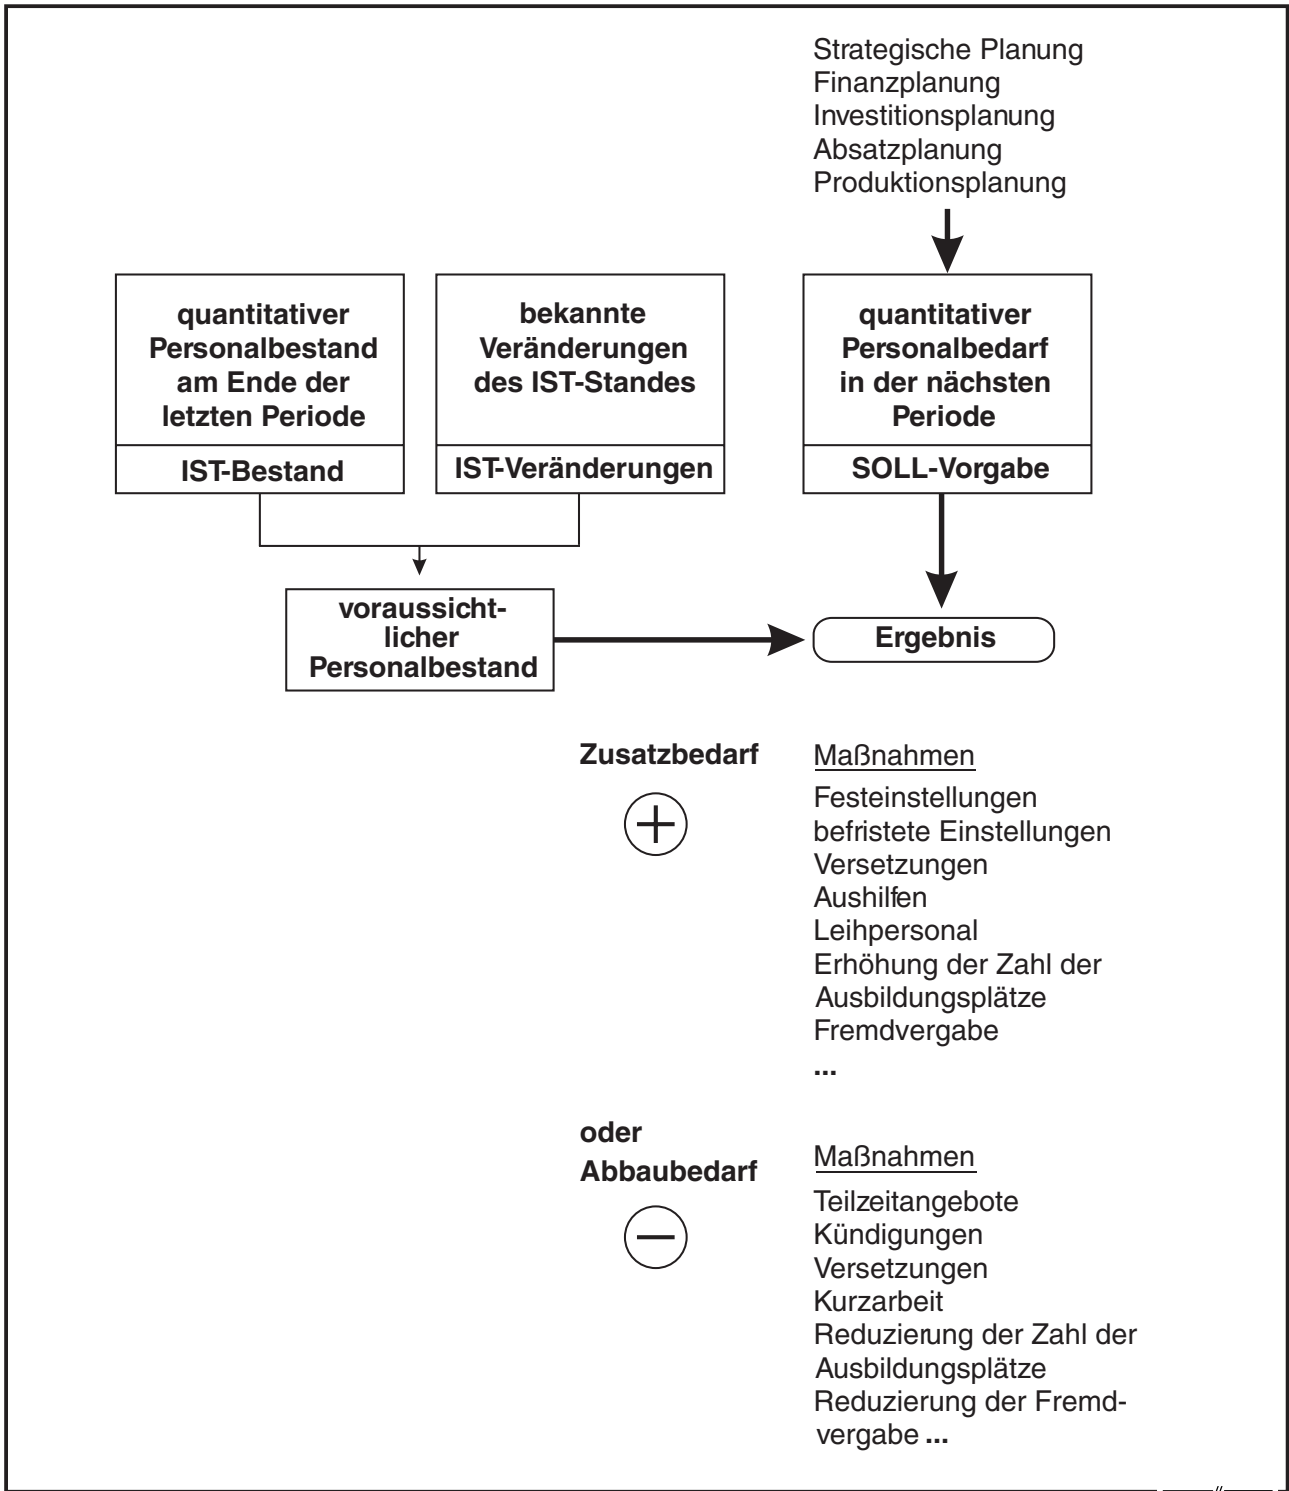 Strategische Planung
Finanzplanung
Investitionsplanung
Absatzplanung
Produktionsplanung
quantitativer
Personalbestand
am Ende der
letzten Periode
IST-Bestand
bekannte
Veränderungen
des IST-Standes
IST-Veränderungen
quantitativer
Personalbedarf
in der nächsten
Periode
SOLL-Vorgabe
voraussicht-
licher
Personalbestand
Ergebnis
Zusatzbedarf
Maßnahmen
Festeinstellungen
befristete Einstellungen
Versetzungen
Aushilfen
Leihpersonal
Erhöhung der Zahl der
Ausbildungsplätze
Fremdvergabe
...
oder
Abbaubedarf
Maßnahmen
Teilzeitangebote
Kündigungen
Versetzungen
Kurzarbeit
Reduzierung der Zahl der
Ausbildungsplätze
Reduzierung der Fremd-
vergabe ...